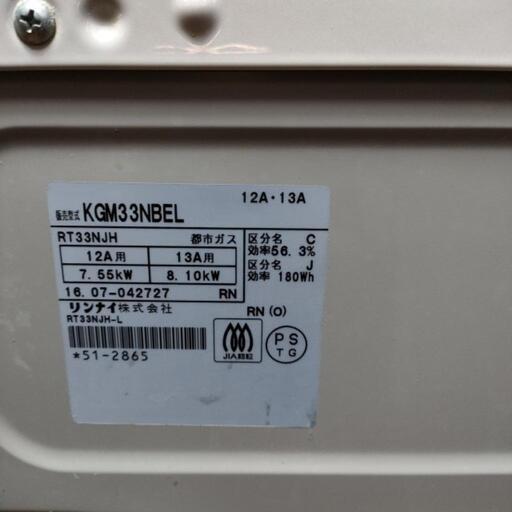 12A・13A
販売型式 KGM33NBEL
RT33NJH 都市ガス
12A用 13A用
7.55kW 8.10kW
16.07-042727 RN
区分名 C
効率56.3%
区分名 J
効率 180Wh
リンナイ株式会社
RT33NJH-L
RN (O)
*51-2865
JIA認証
PS
TG